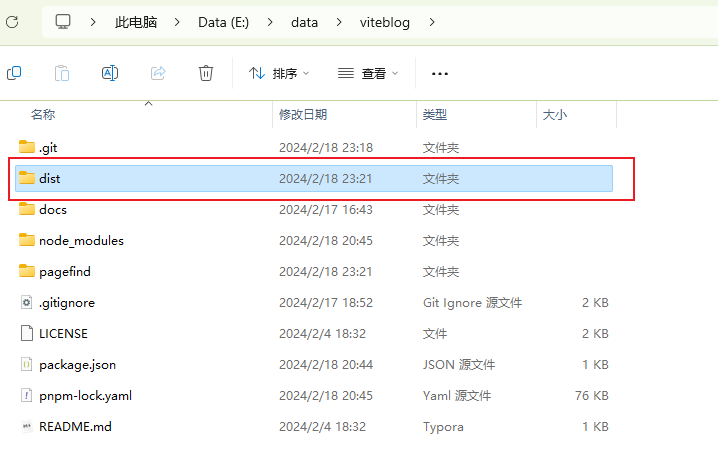 此电脑 Data (E:) data viteblog
排序 查看
名称 修改日期 类型 大小
.git 2024/2/18 23:18 文件夹
dist 2024/2/18 23:21 文件夹
docs 2024/2/17 16:43 文件夹
node_modules 2024/2/18 20:45 文件夹
pagefind 2024/2/18 23:21 文件夹
.gitignore 2024/2/17 18:52 Git Ignore 源文件 2 KB
LICENSE 2024/2/4 18:32 文件 2 KB
package.json 2024/2/18 20:44 JSON 源文件 1 KB
pnpm-lock.yaml 2024/2/18 20:45 Yaml 源文件 76 KB
README.md 2024/2/4 18:32 Typora 1 KB